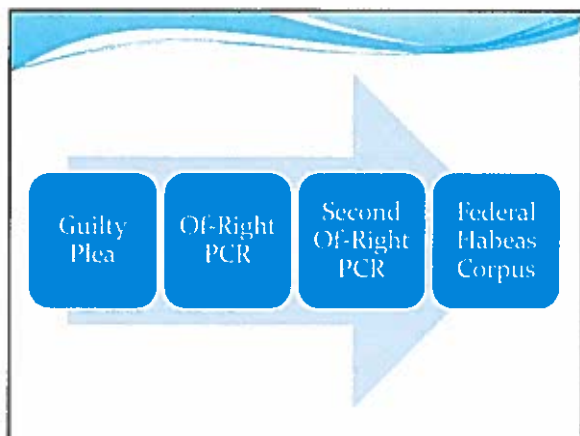 Guilty
Plea
Of-Right
PCR
Second
Of-Right
PCR
Federal
Habeas
Corpus